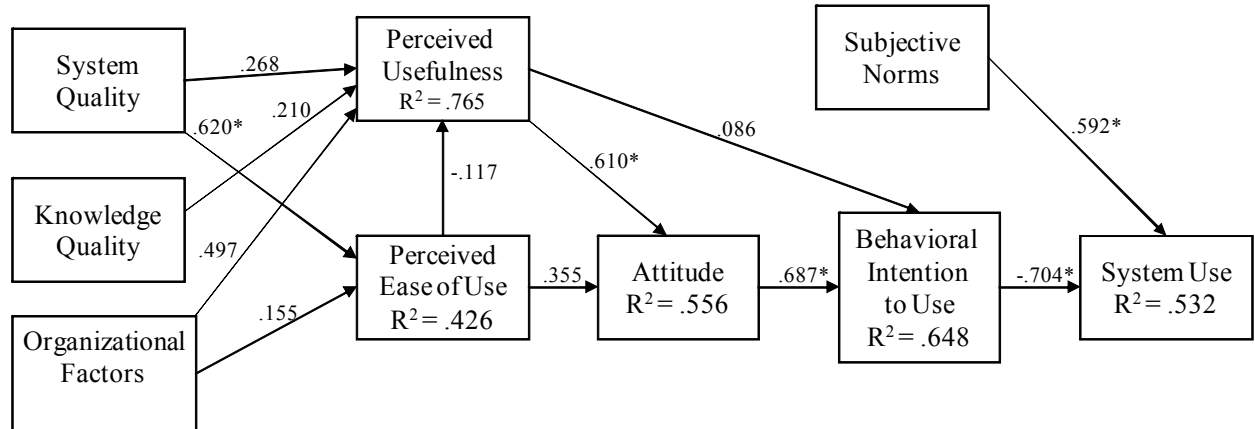 System
Quality
Knowledge
Quality
Organizational
Factors
.268
.620*
.210
.497
.155
Perceived
Usefulness
R² = .765
-.117
Perceived
Ease of Use
R² = .426
.610*
.355
.086
Attitude
R² = .556
.687*
Subjective
Norms
.592*
Behavioral
Intention
to Use
R² = .648
-.704*
System Use
R² = .532